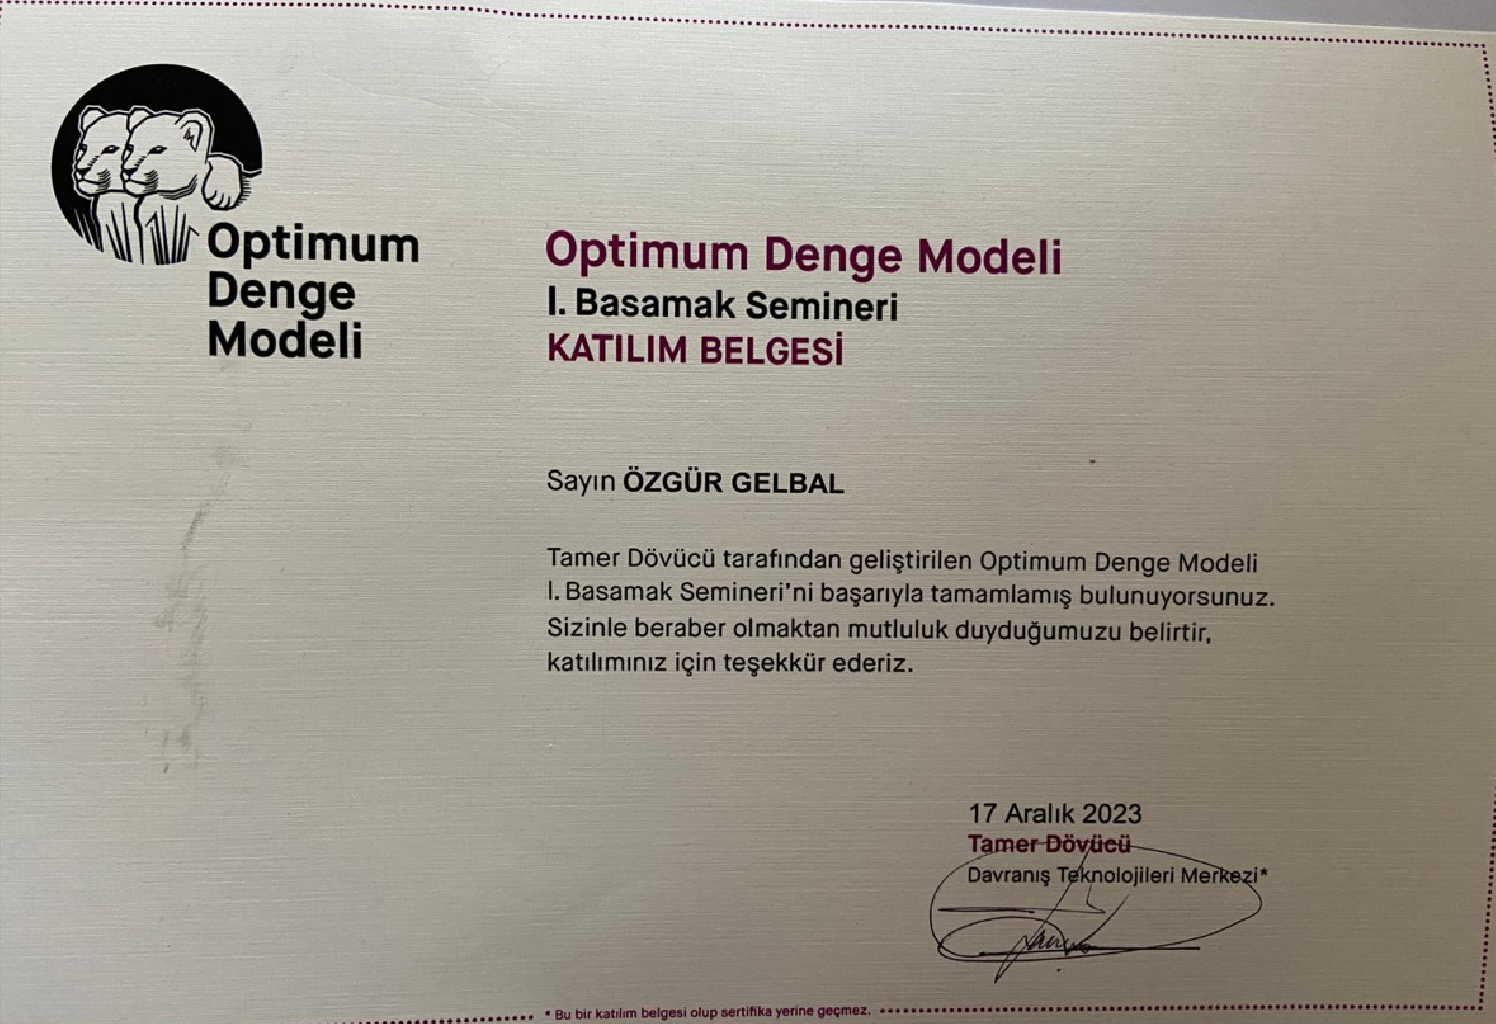 Optimum
Denge
Modeli
Optimum Denge Modeli
I. Basamak Semineri
KATILIM BELGESİ
Sayın ÖZGÜR GELBAL
Tamer Dövücü tarafından geliştirilen Optimum Denge Modeli
I. Basamak Semineri'ni başarıyla tamamlamış bulunuyorsunuz.
Sizinle beraber olmaktan mutluluk duyduğumuzu belirtir,
katılımınız için teşekkür ederiz.
17 Aralık 2023
Tamer Dövücü
Davranış Teknolojileri Merkezi*
* Bu bir katılım belgesi olup sertifika yerine geçmez.